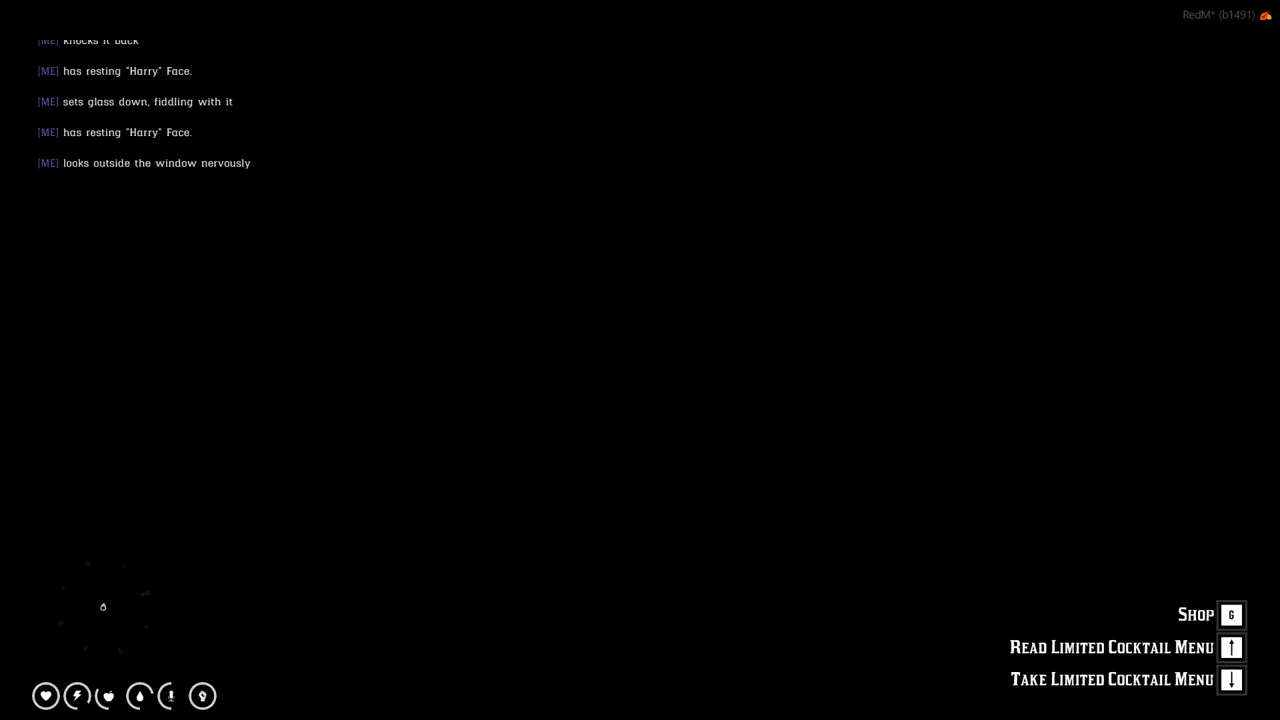 RedM* (b1491)
[ME] knocks it back
[ME] has resting "Harry" Face.
[ME] sets glass down, fiddling with it
[ME] has resting "Harry" Face.
[ME] looks outside the window nervously
Shop G
Read Limited Cocktail Menu ↑
Take Limited Cocktail Menu ↓